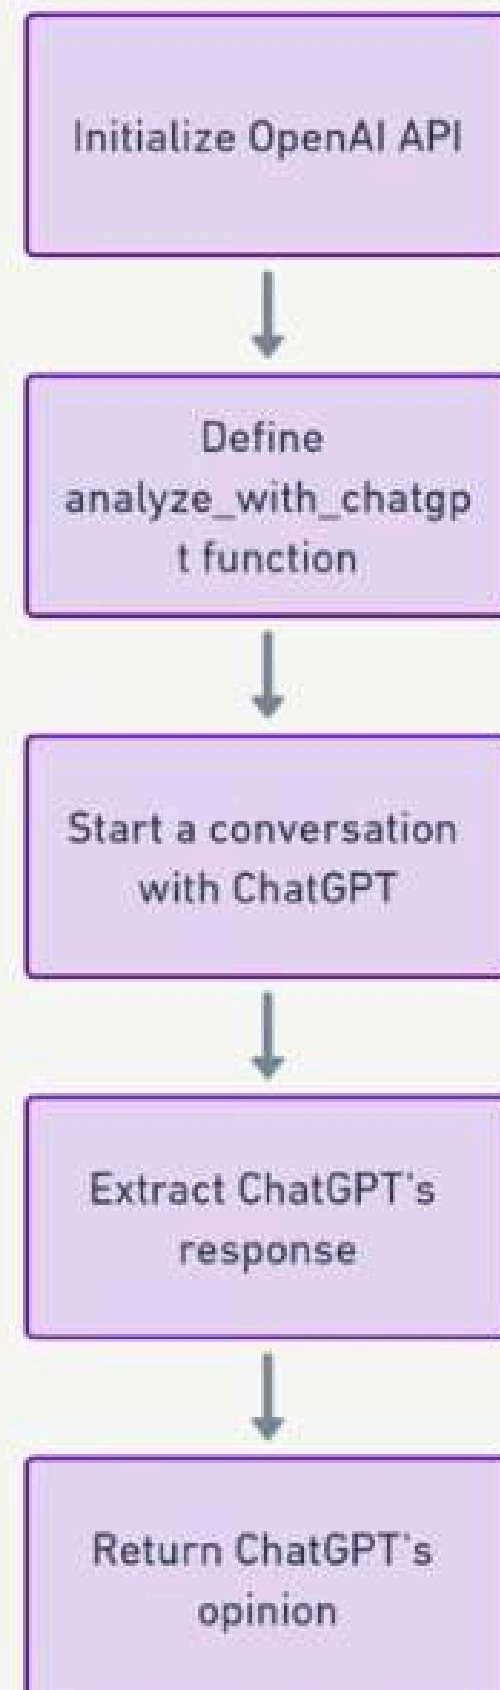 Initialize OpenAI API
Define
analyze_with_chatgp
t function
Start a conversation
with ChatGPT
Extract ChatGPT's
response
Return ChatGPT's
opinion